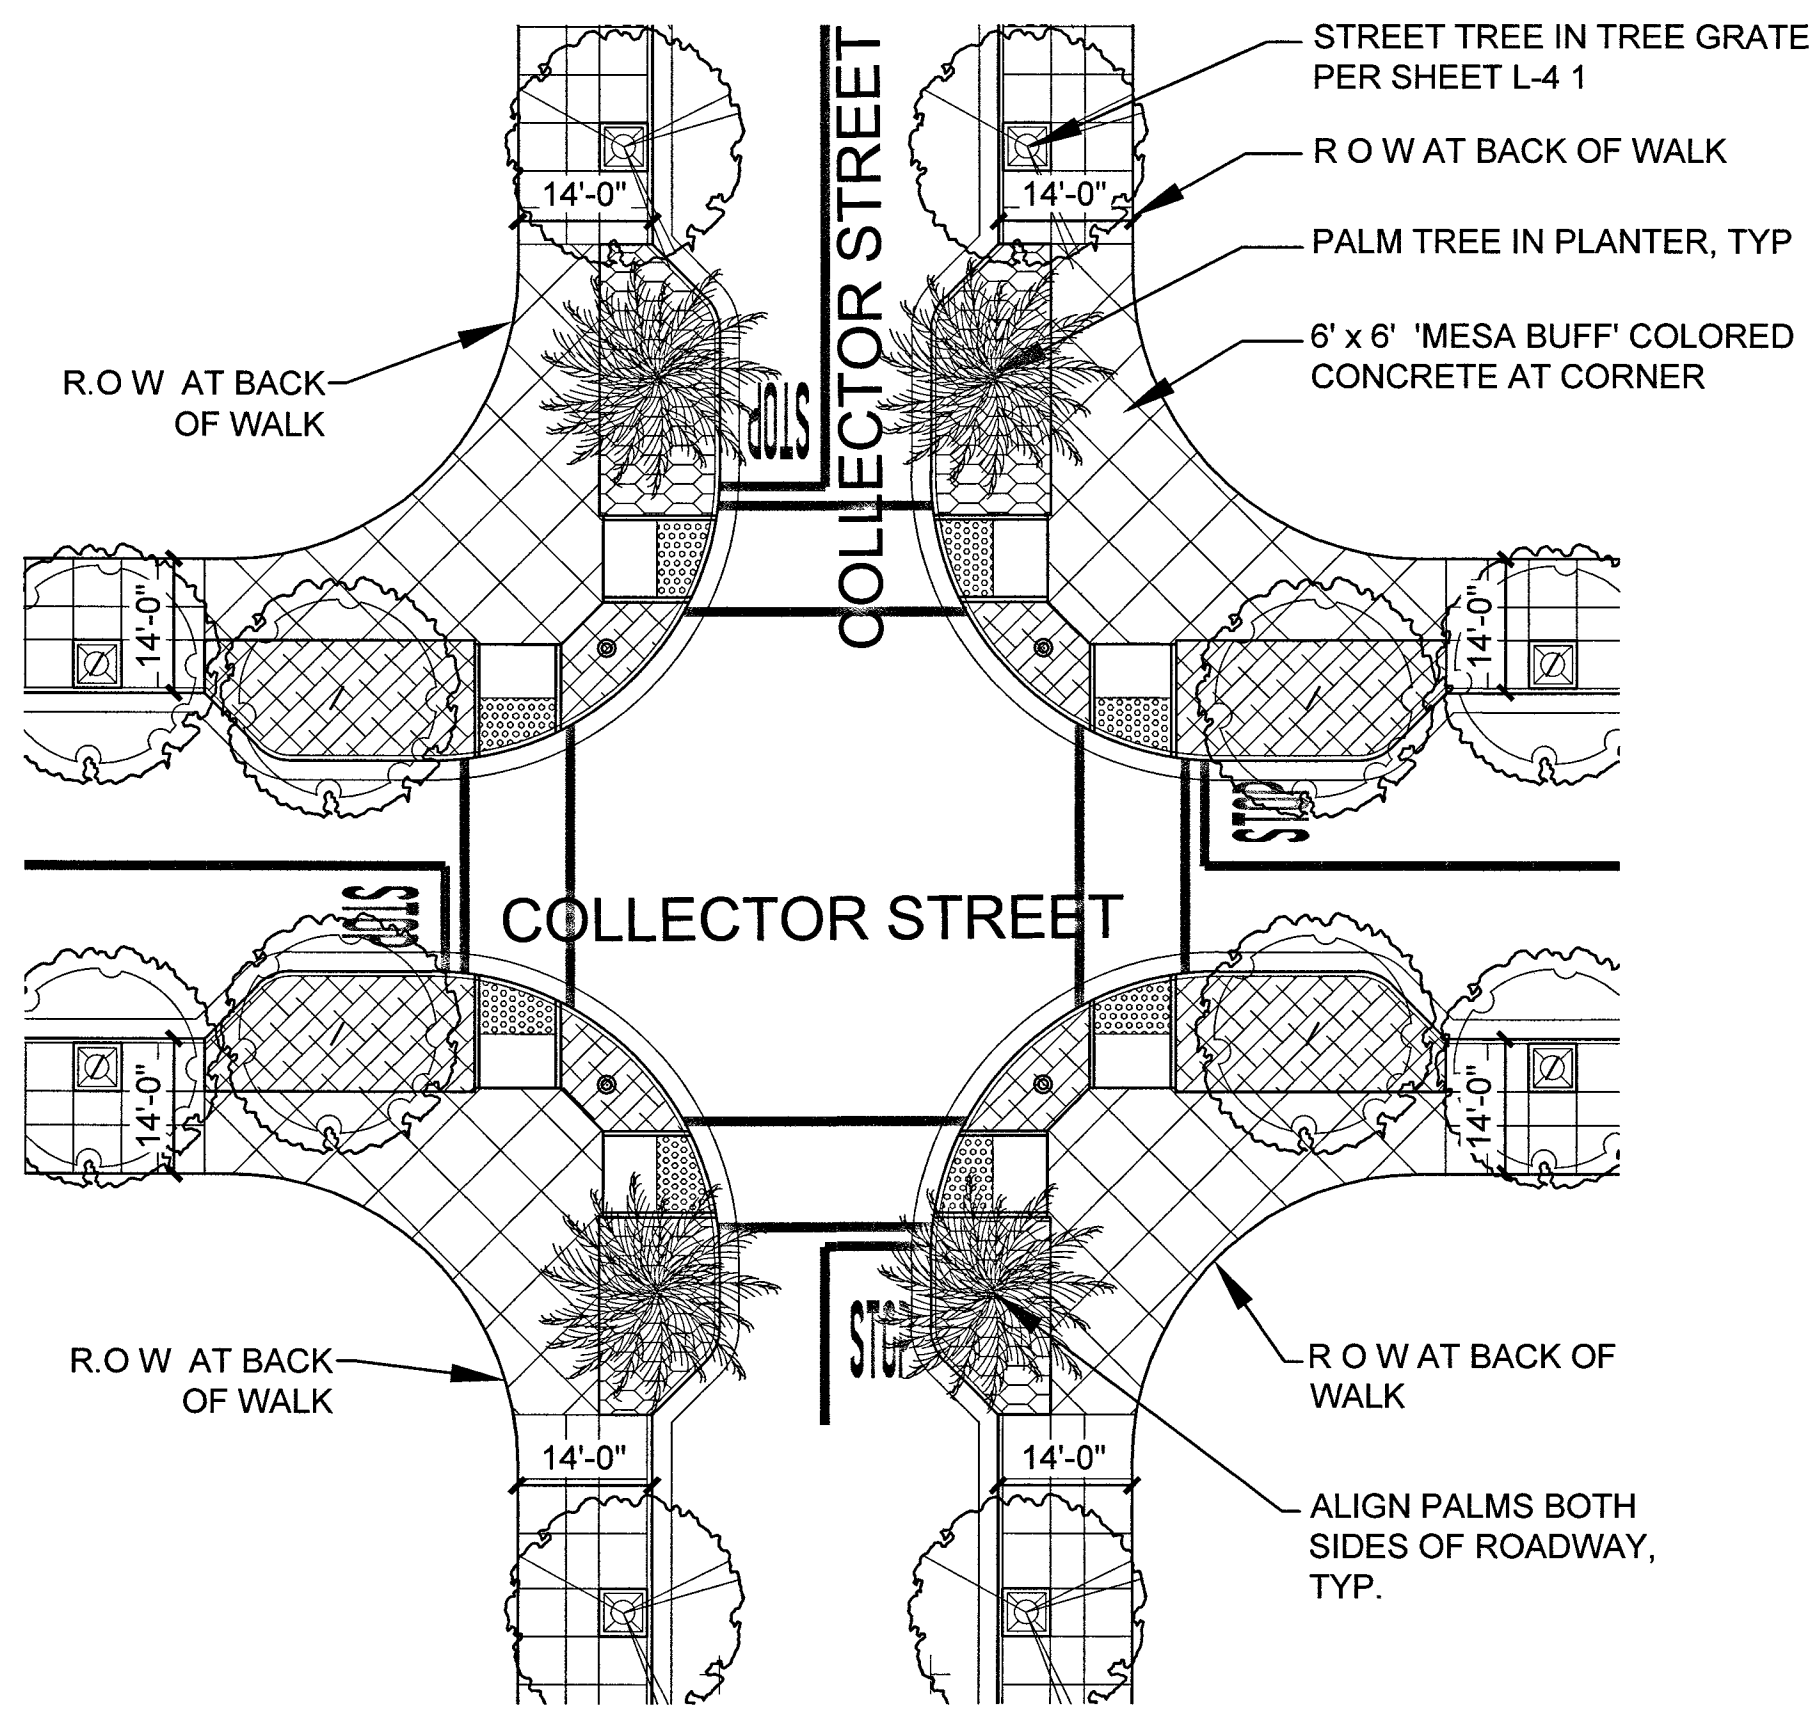 STREET TREE IN TREE GRATE
PER SHEET L-4 1
R O W AT BACK OF WALK
PALM TREE IN PLANTER, TYP
6' x 6' 'MESA BUFF' COLORED
CONCRETE AT CORNER
14'-0"
14'-0"
COLLECTOR STREET
R.O W AT BACK
OF WALK
STOP
14'-0"
14'-0"
STOP
STOP
COLLECTOR STREET
14'-0"
14'-0"
STOP
R.O W AT BACK
OF WALK
R O W AT BACK OF
WALK
14'-0"
14'-0"
ALIGN PALMS BOTH
SIDES OF ROADWAY,
TYP.